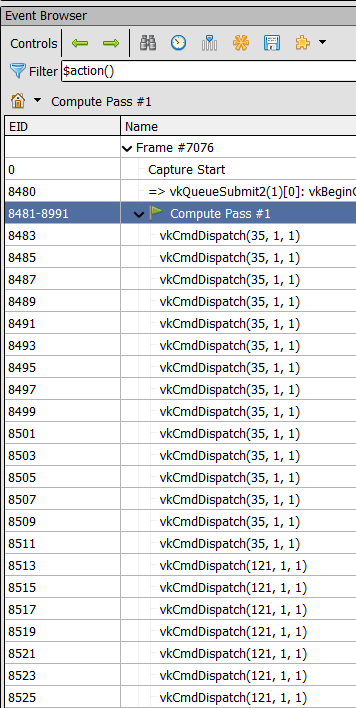 Event Browser
Controls
Filter $action()
Compute Pass #1
EID Name
Frame #7076
0 Capture Start
8480 => vkQueueSubmit2(1)[0]: vkBegin
8481-8991 Compute Pass #1
8483 vkCmdDispatch(35, 1, 1)
8485 vkCmdDispatch(35, 1, 1)
8487 vkCmdDispatch(35, 1, 1)
8489 vkCmdDispatch(35, 1, 1)
8491 vkCmdDispatch(35, 1, 1)
8493 vkCmdDispatch(35, 1, 1)
8495 vkCmdDispatch(35, 1, 1)
8497 vkCmdDispatch(35, 1, 1)
8499 vkCmdDispatch(35, 1, 1)
8501 vkCmdDispatch(35, 1, 1)
8503 vkCmdDispatch(35, 1, 1)
8505 vkCmdDispatch(35, 1, 1)
8507 vkCmdDispatch(35, 1, 1)
8509 vkCmdDispatch(35, 1, 1)
8511 vkCmdDispatch(35, 1, 1)
8513 vkCmdDispatch(121, 1, 1)
8515 vkCmdDispatch(121, 1, 1)
8517 vkCmdDispatch(121, 1, 1)
8519 vkCmdDispatch(121, 1, 1)
8521 vkCmdDispatch(121, 1, 1)
8523 vkCmdDispatch(121, 1, 1)
8525 vkCmdDispatch(121, 1, 1)